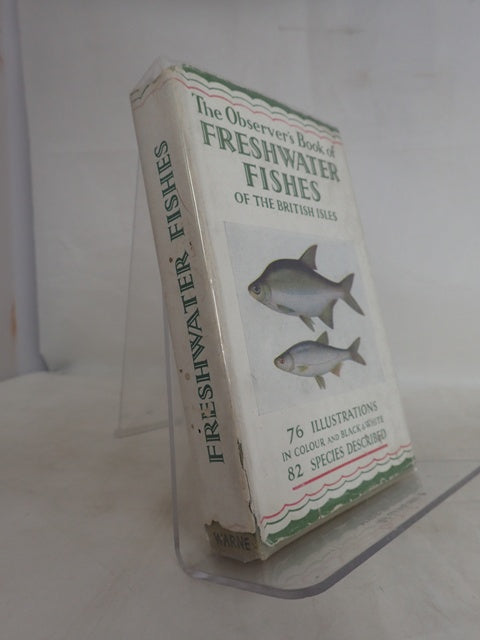 The Observer's Book of
FRESHWATER
FISHES
OF THE BRITISH ISLES
76 ILLUSTRATIONS
IN COLOUR AND BLACK & WHITE
82 SPECIES DESCRIBED
FRESHWATER FISHES
WARNE